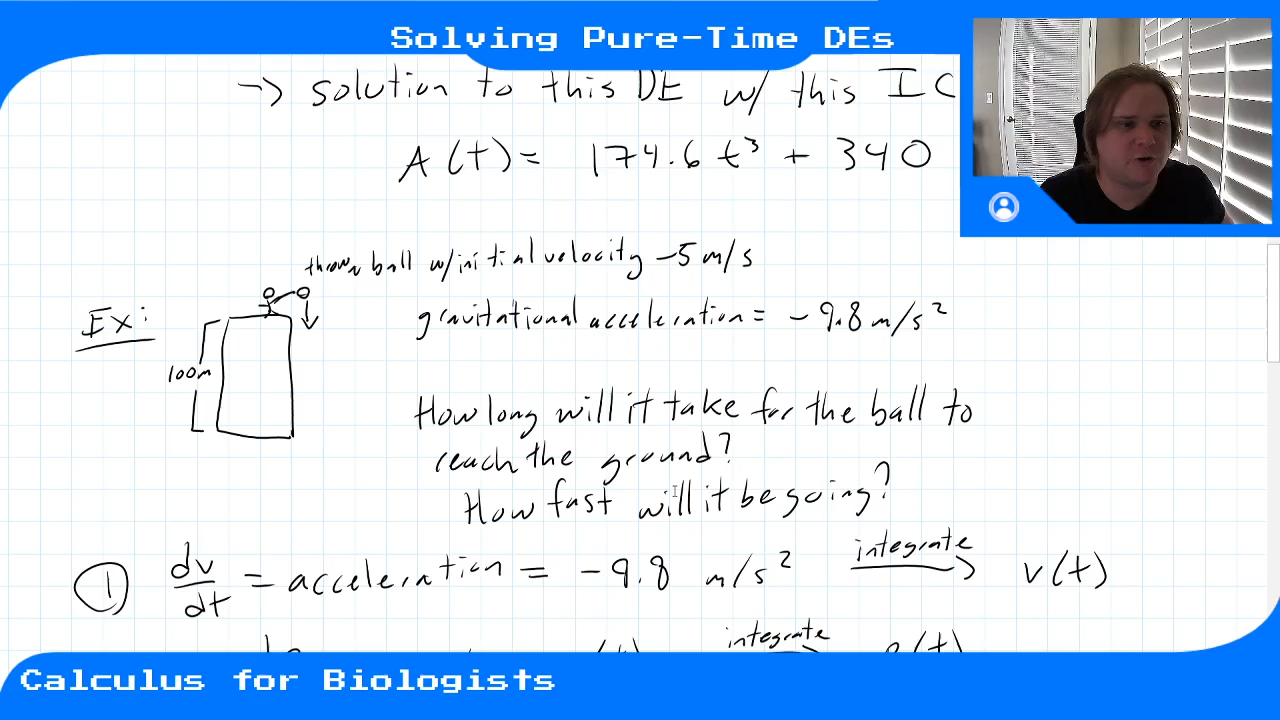 Solving Pure-Time DEs
→ solution to this DE w/ this IC
A(t) = 174.6 t³ + 340
throw ball w/initial velocity -5 m/s
Ex:
gravitational acceleration = -9.8 m/s²
100m
How long will it take for the ball to
reach the ground?
How fast will it be going?
① dv/dt = acceleration = -9.8 m/s² integrate → v(t)
integrate
Calculus for Biologists